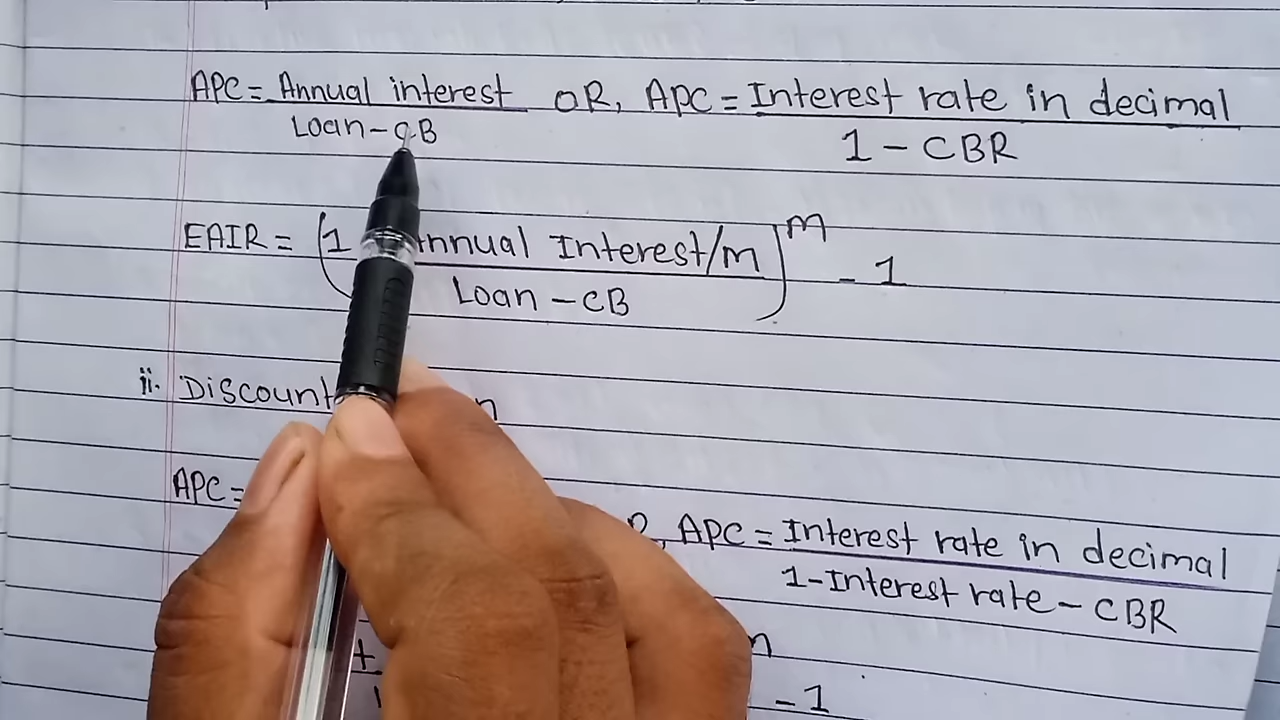 APC = Annual interest / Loan - CB OR, APC = Interest rate in decimal / 1 - CBR
EAIR = (1 Annual Interest/m / Loan - CB)^m - 1
ii. Discount
APC = APC = Interest rate in decimal / 1 - Interest rate - CBR
+ - 1